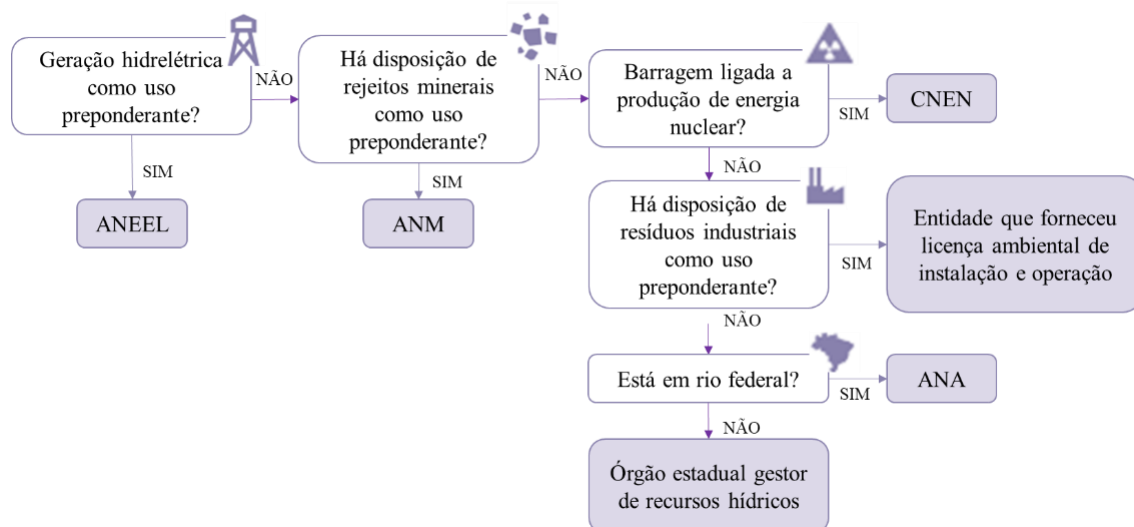 Geração hidrelétrica
como uso
preponderante?
NÃO
SIM
ANEEL
Há disposição de
rejeitos minerais
como uso
preponderante?
NÃO
SIM
ANM
Barragem ligada a
produção de energia
nuclear?
SIM
CNEN
NÃO
Há disposição de
resíduos industriais
como uso
preponderante?
SIM
Entidade que forneceu
licença ambiental de
instalação e operação
NÃO
Está em rio federal?
SIM
ANA
NÃO
Órgão estadual gestor
de recursos hídricos